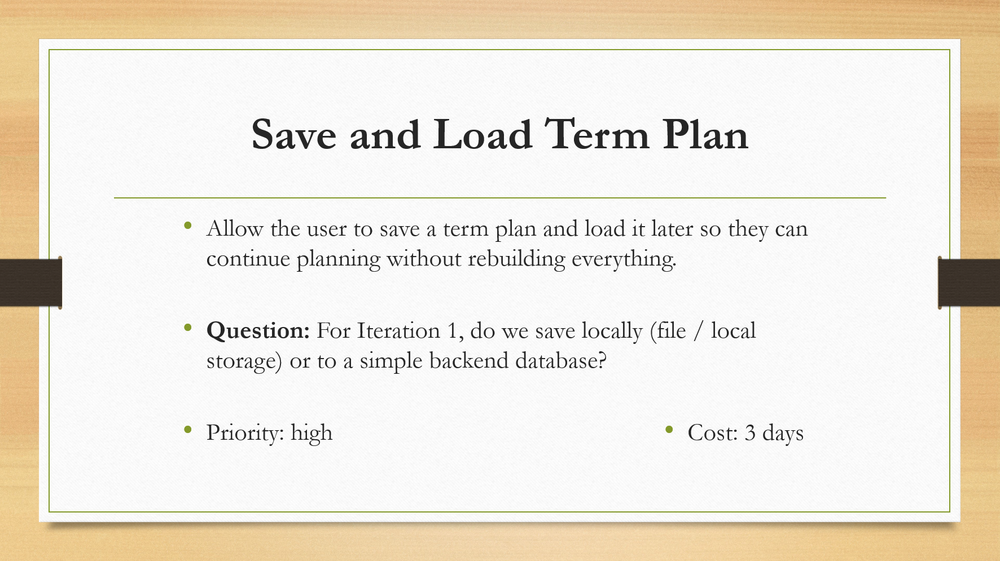 Save and Load Term Plan
• Allow the user to save a term plan and load it later so they can
continue planning without rebuilding everything.
• Question: For Iteration 1, do we save locally (file / local
storage) or to a simple backend database?
• Priority: high
• Cost: 3 days